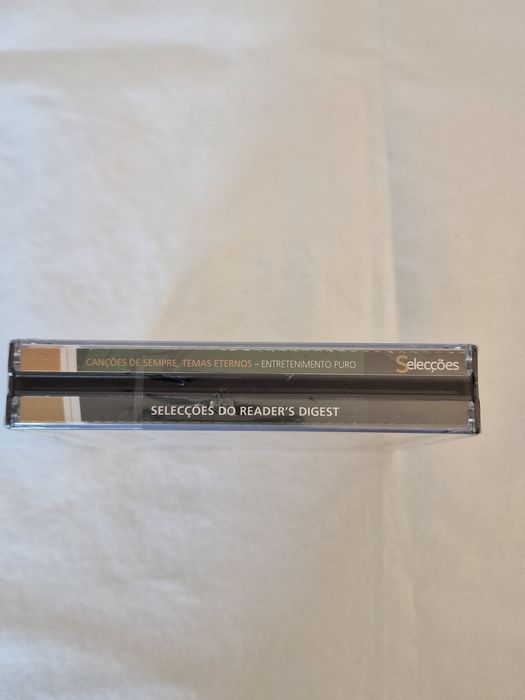 CANÇÕES DE SEMPRE, TEMAS ETERNOS – ENTRETENIMENTO PURO Selecções
SELECÇÕES DO READER'S DIGEST